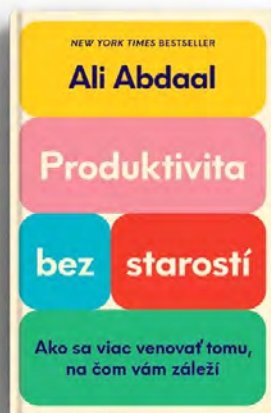 NEW YORK TIMES BESTSELLER
Ali Abdaal
Produktivita
bez starostí
Ako sa viac venovať tomu,
na čom vám záleží